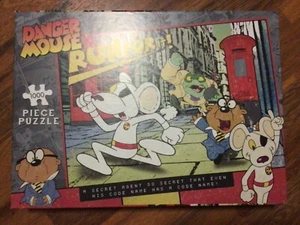 DANGER
MOUSE
1000
PIECE
PUZZLE
A SECRET AGENT SO SECRET THAT EVEN
HIS CODE NAME HAS A CODE NAME!